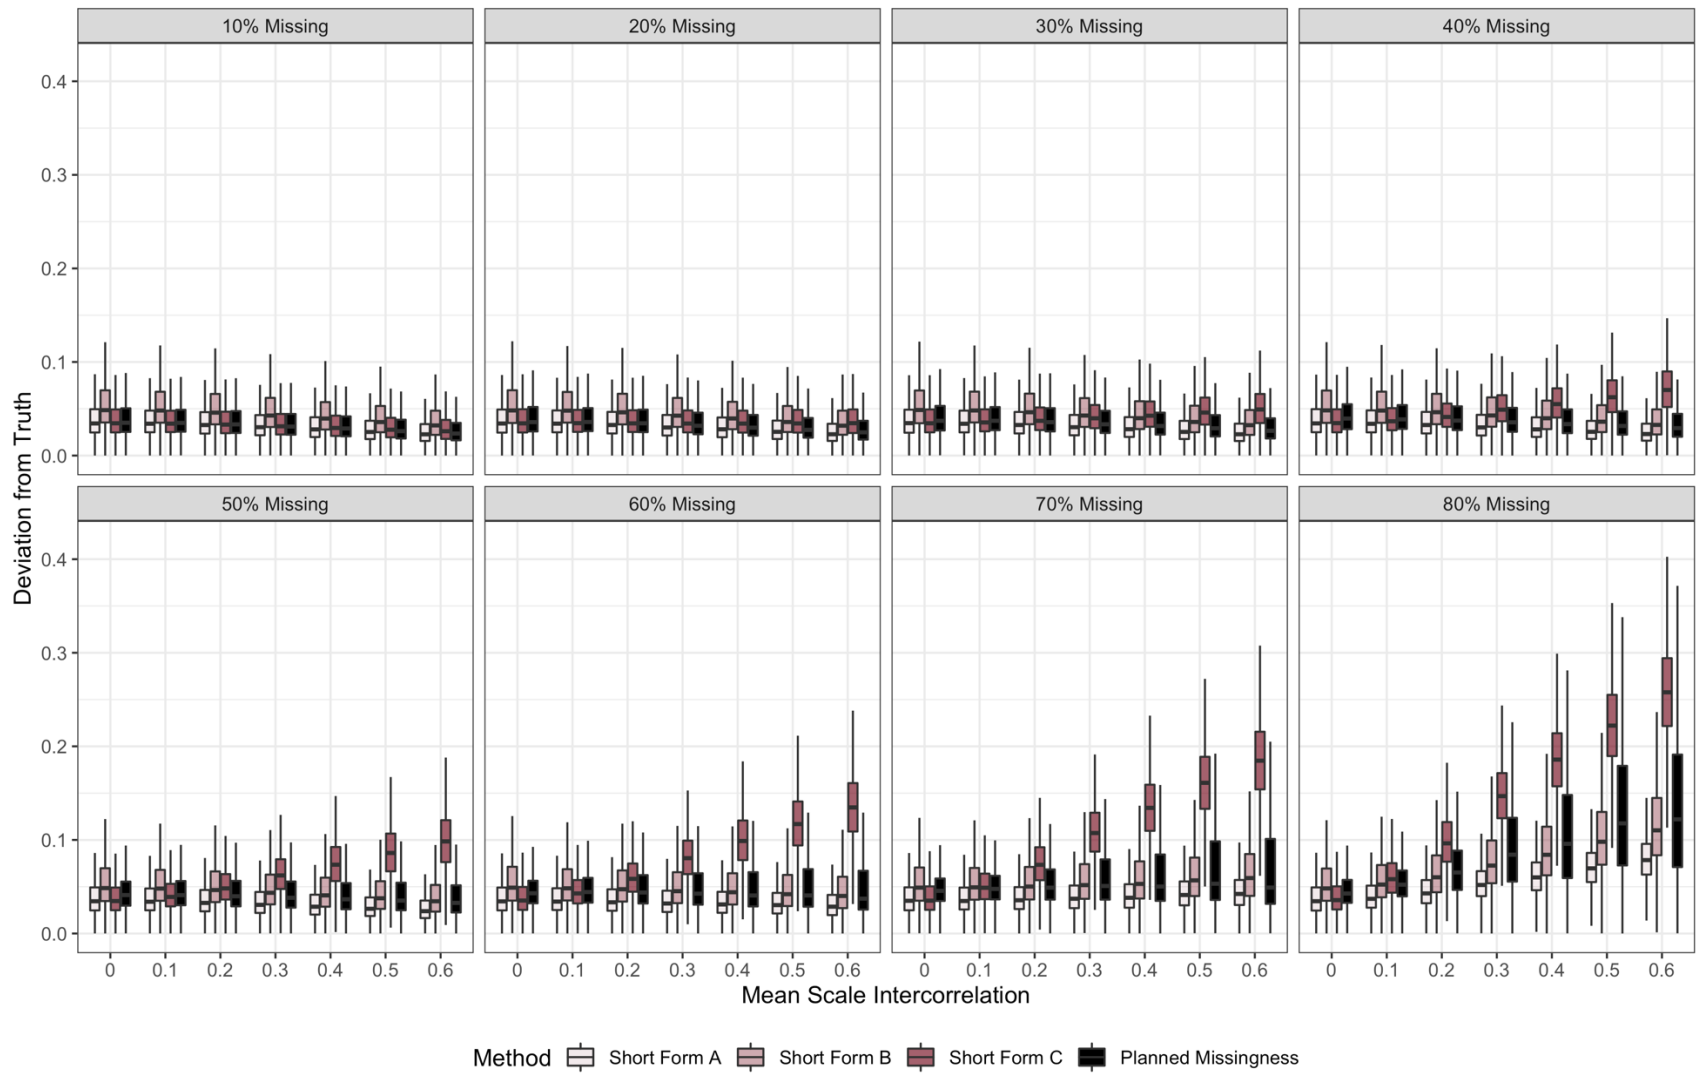 10% Missing 20% Missing 30% Missing 40% Missing
0.4
0.3
0.2
0.1
0.0
50% Missing 60% Missing 70% Missing 80% Missing
0.4
0.3
0.2
0.1
0.0
Deviation from Truth
0 0.1 0.2 0.3 0.4 0.5 0.6 0 0.1 0.2 0.3 0.4 0.5 0.6 0 0.1 0.2 0.3 0.4 0.5 0.6 0 0.1 0.2 0.3 0.4 0.5 0.6
Mean Scale Intercorrelation
Method Short Form A Short Form B Short Form C Planned Missingness